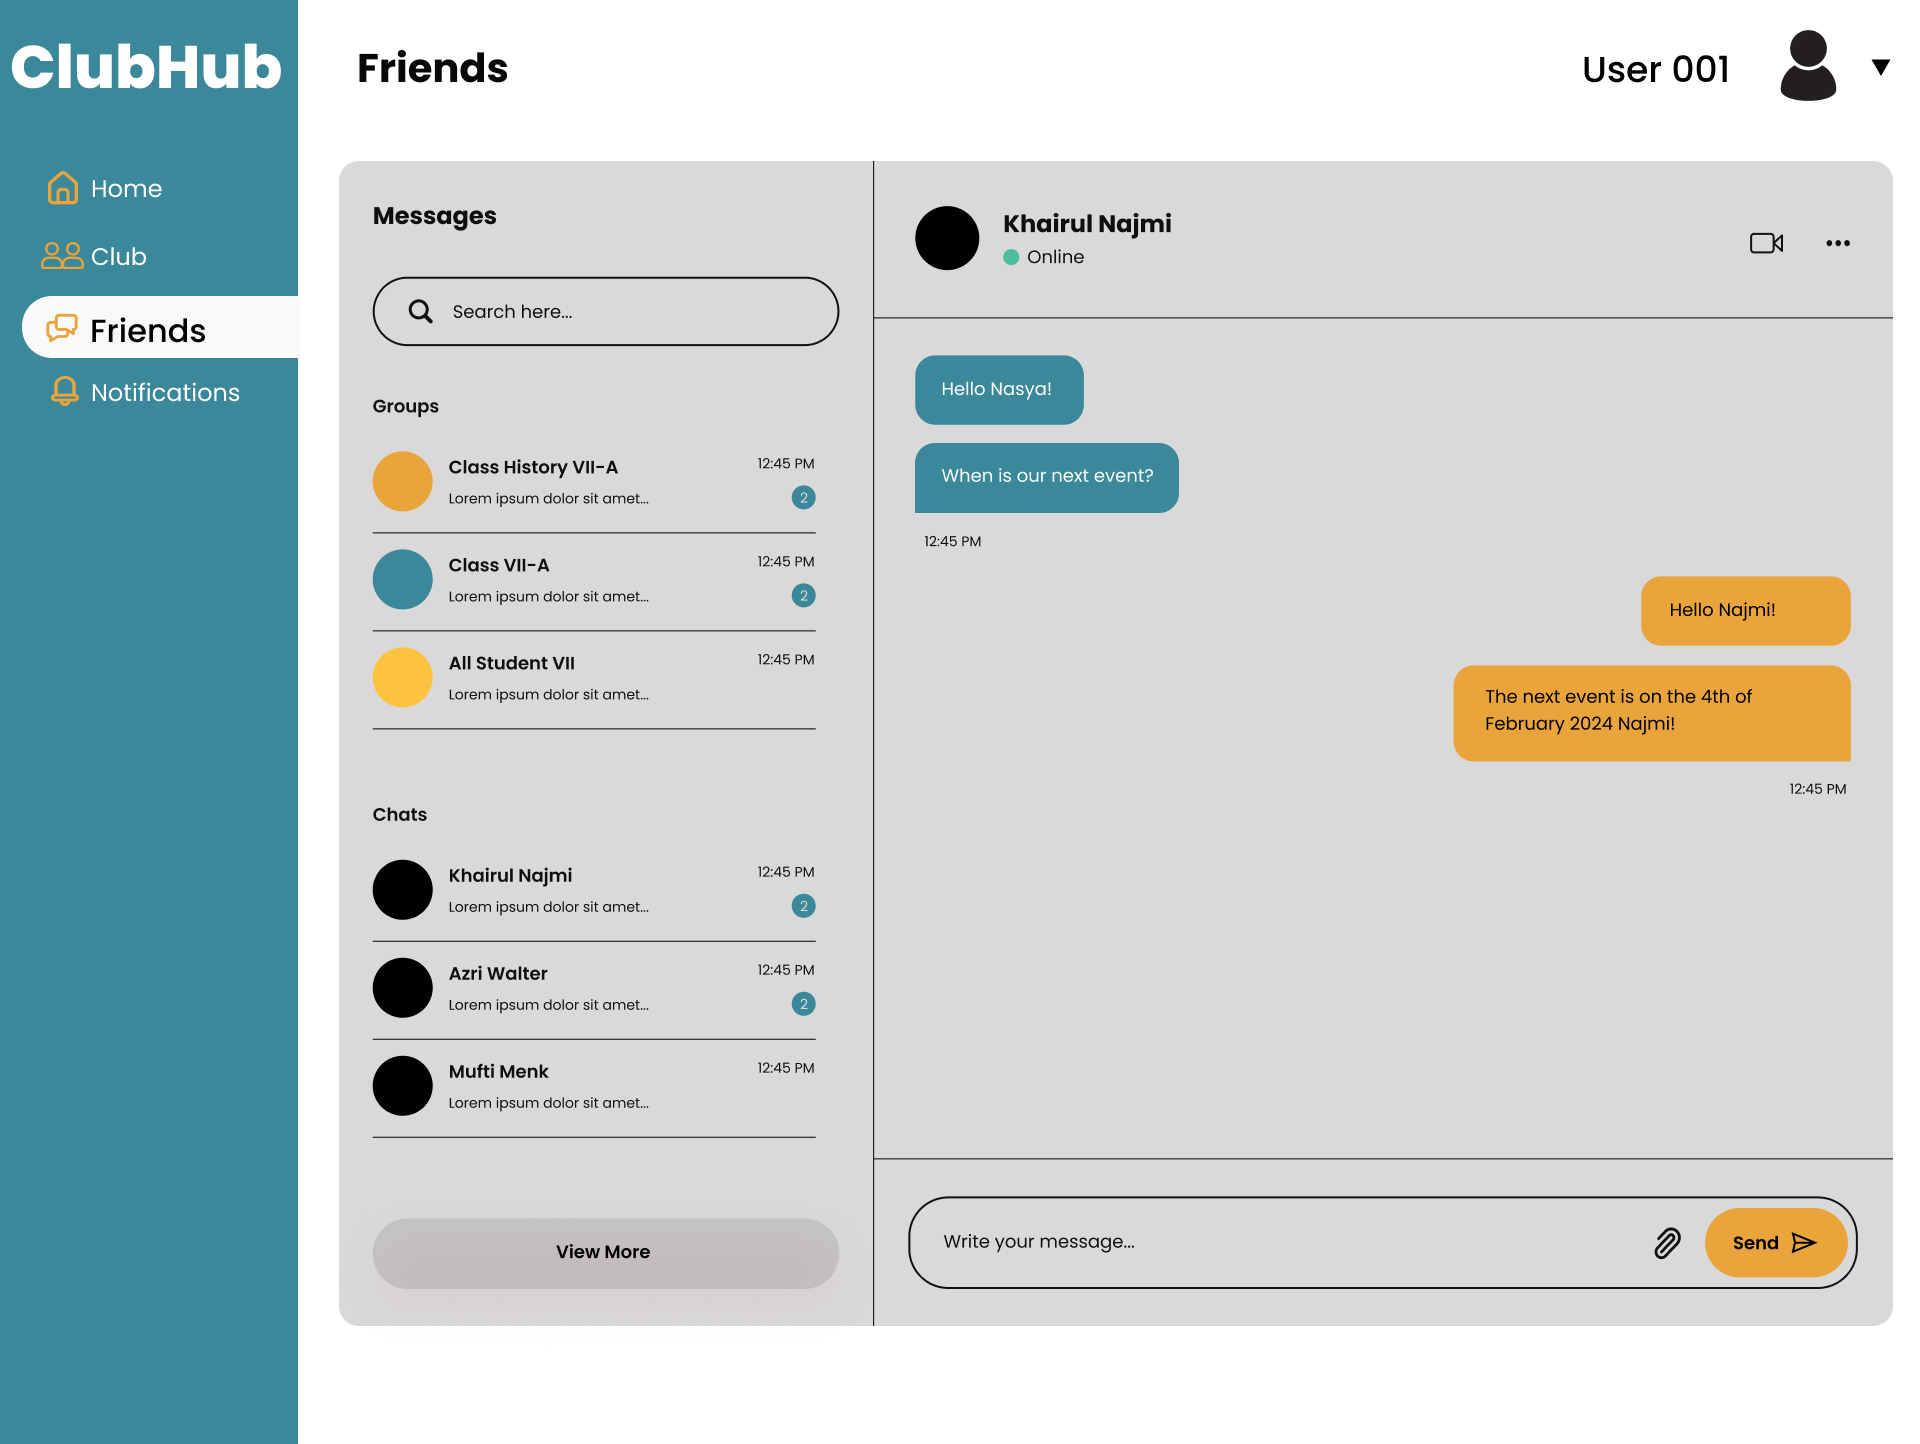 ClubHub
Home
Club
Friends
Notifications
Friends
User 001
Messages
Search here...
Groups
Class History VII-A
12:45 PM
Lorem ipsum dolor sit amet...
2
Class VII-A
12:45 PM
Lorem ipsum dolor sit amet...
2
All Student VII
12:45 PM
Lorem ipsum dolor sit amet...
Chats
Khairul Najmi
12:45 PM
Lorem ipsum dolor sit amet...
2
Azri Walter
12:45 PM
Lorem ipsum dolor sit amet...
2
Mufti Menk
12:45 PM
Lorem ipsum dolor sit amet...
View More
Khairul Najmi
Online
Hello Nasya!
When is our next event?
12:45 PM
Hello Najmi!
The next event is on the 4th of
February 2024 Najmi!
12:45 PM
Write your message...
Send